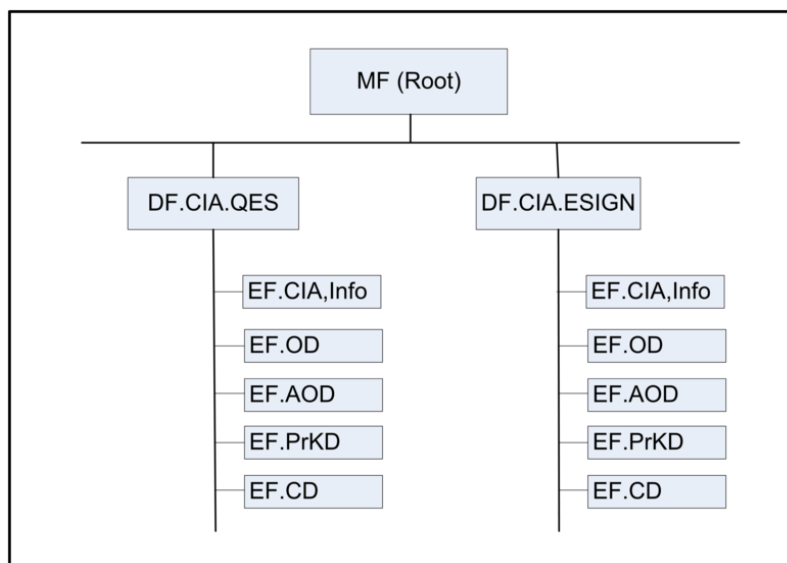 MF (Root)
DF.CIA.QES
DF.CIA.ESIGN
EF.CIA,Info
EF.OD
EF.AOD
EF.PrKD
EF.CD
EF.CIA,Info
EF.OD
EF.AOD
EF.PrKD
EF.CD